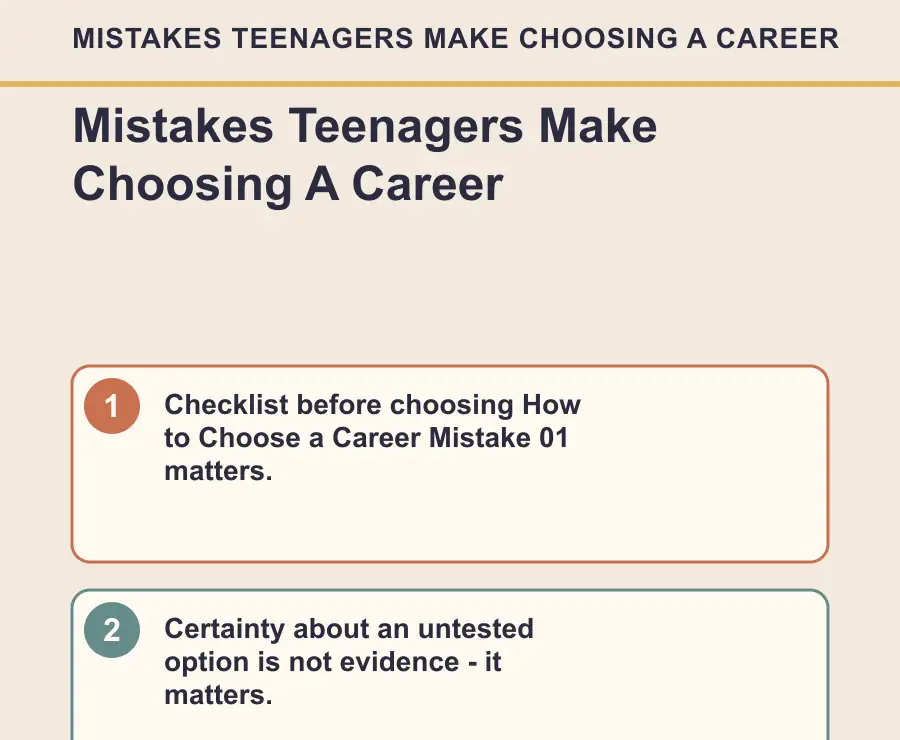 MISTAKES TEENAGERS MAKE CHOOSING A CAREER
Mistakes Teenagers Make
Choosing A Career
1
Checklist before choosing How
to Choose a Career Mistake 01
matters.
2
Certainty about an untested
option is not evidence - it
matters.